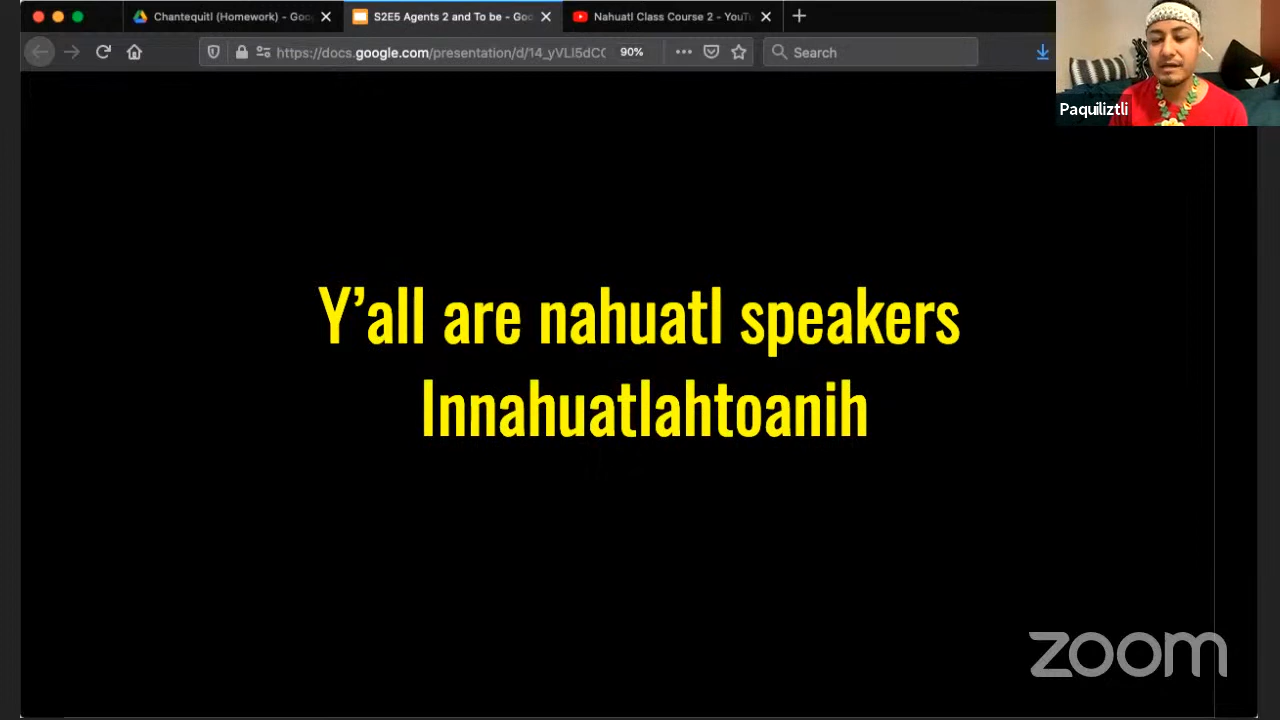 Chantequitl (Homework) - Goo
S2E5 Agents 2 and To be - Goo
Nahuatl Class Course 2 - YouTu
https://docs.google.com/presentation/d/14_yVLl5dC
90%
Search
Paquiliztli
Y’all are nahuatl speakers
Innahuatlahtoanih
zoom